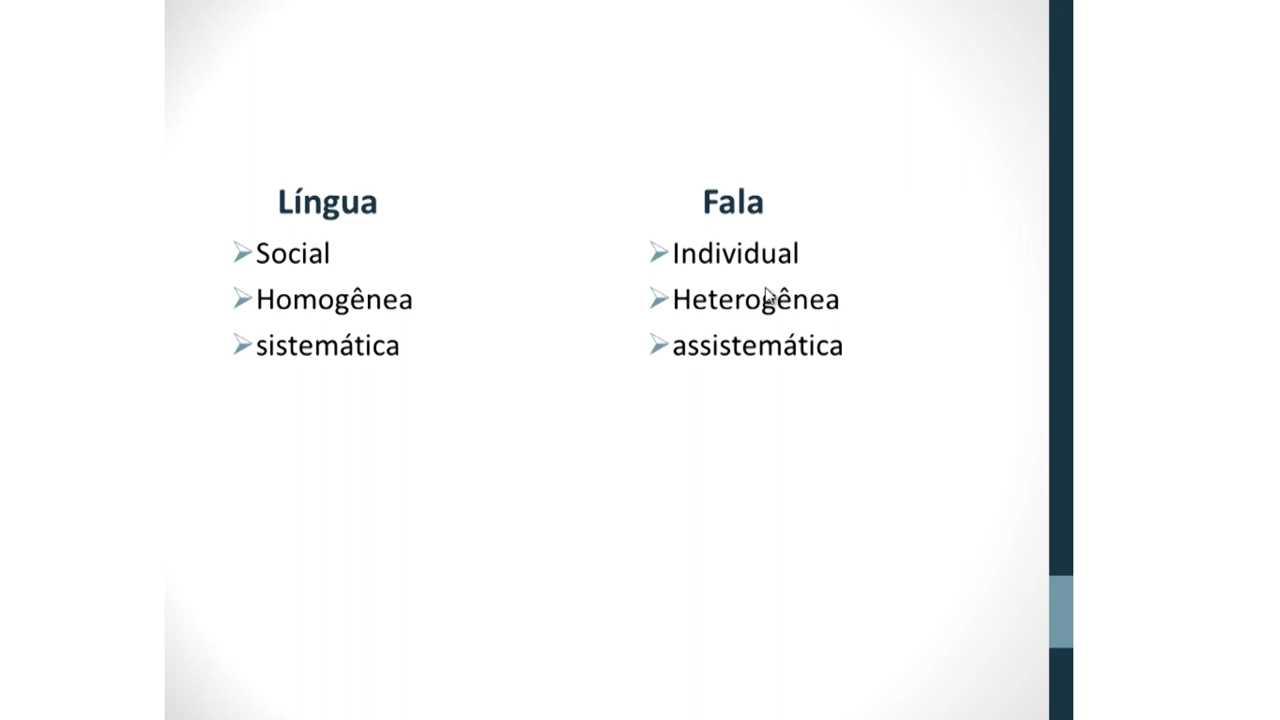 Língua
Social
Homogênea
sistemática
Fala
Individual
Heterogênea
assistemática